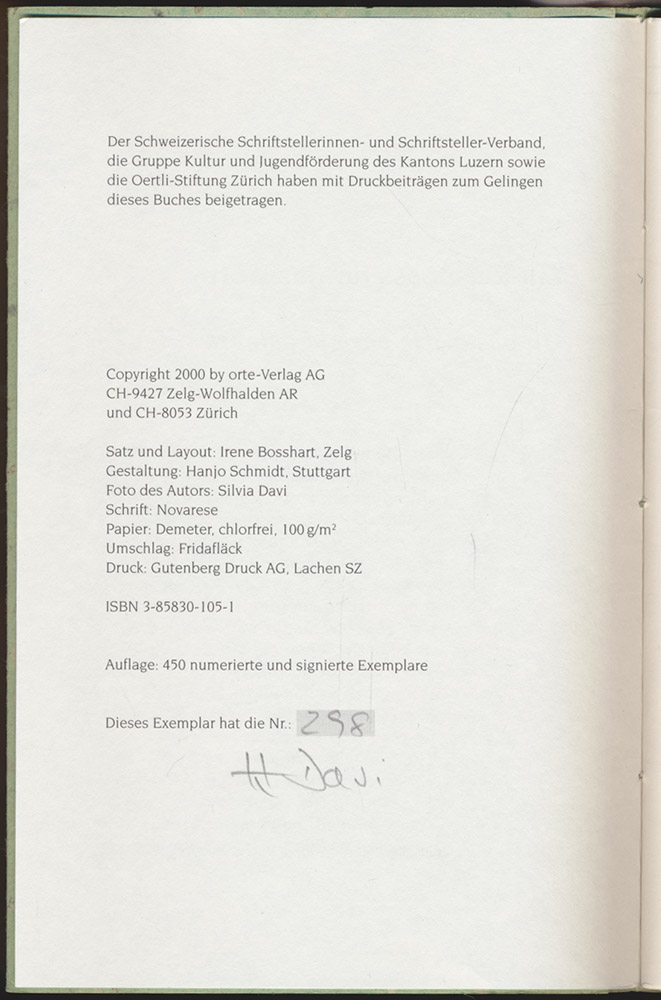 Der Schweizerische Schriftstellerinnen- und Schriftsteller-Verband,
die Gruppe Kultur und Jugendförderung des Kantons Luzern sowie
die Oertli-Stiftung Zürich haben mit Druckbeiträgen zum Gelingen
dieses Buches beigetragen.
Copyright 2000 by orte-Verlag AG
CH-9427 Zelg-Wolfhalden AR
und CH-8053 Zürich
Satz und Layout: Irene Bosshart, Zelg
Gestaltung: Hanjo Schmidt, Stuttgart
Foto des Autors: Silvia Davi
Schrift: Novarese
Papier: Demeter, chlorfrei, 100 g/m²
Umschlag: Fridafläck
Druck: Gutenberg Druck AG, Lachen SZ
ISBN 3-85830-105-1
Auflage: 450 numerierte und signierte Exemplare
Dieses Exemplar hat die Nr.: 298
H Davi